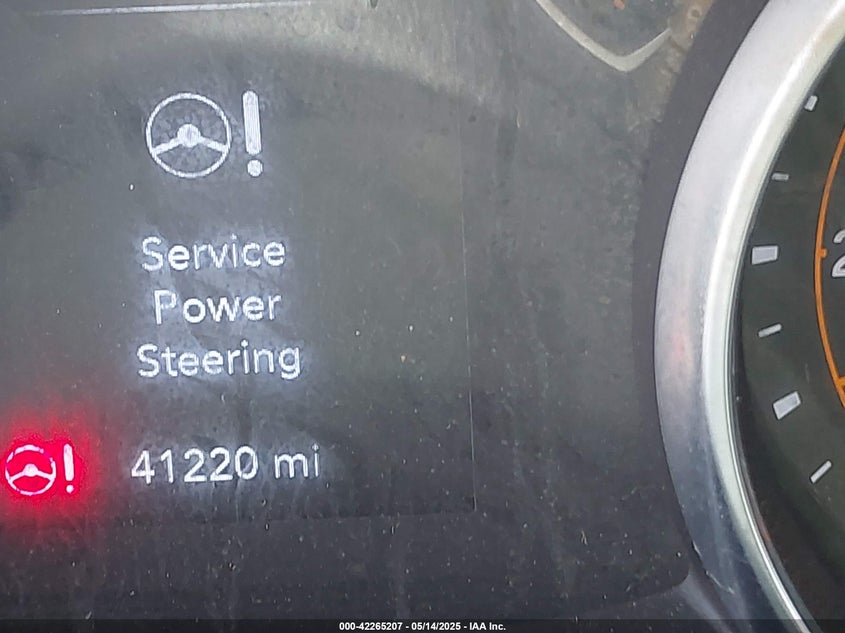 Service
Power
Steering
41220 mi
000-42265207 - 05/14/2025 - IAA Inc.